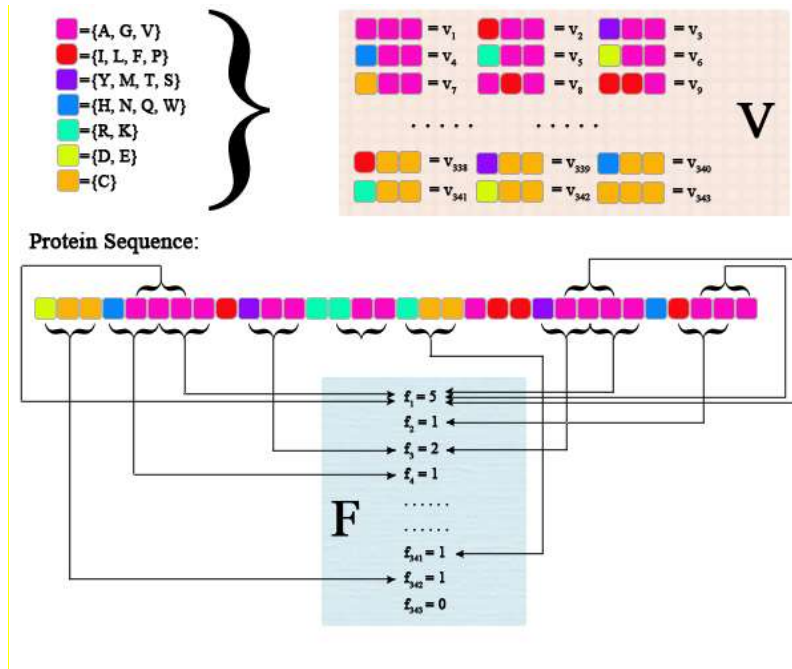 ={A, G, V}
={I, L, F, P}
={Y, M, T, S}
={H, N, Q, W}
={R, K}
={D, E}
={C}
= v1 = v2 = v3
= v4 = v5 = v6
= v7 = v8 = v9
. . . . . . . . . .
= v338 = v339 = v340
= v341 = v342 = v343
V
Protein Sequence:
f1 = 5
f2 = 1
f3 = 2
f4 = 1
......
......
F
f341 = 1
f342 = 1
f343 = 0